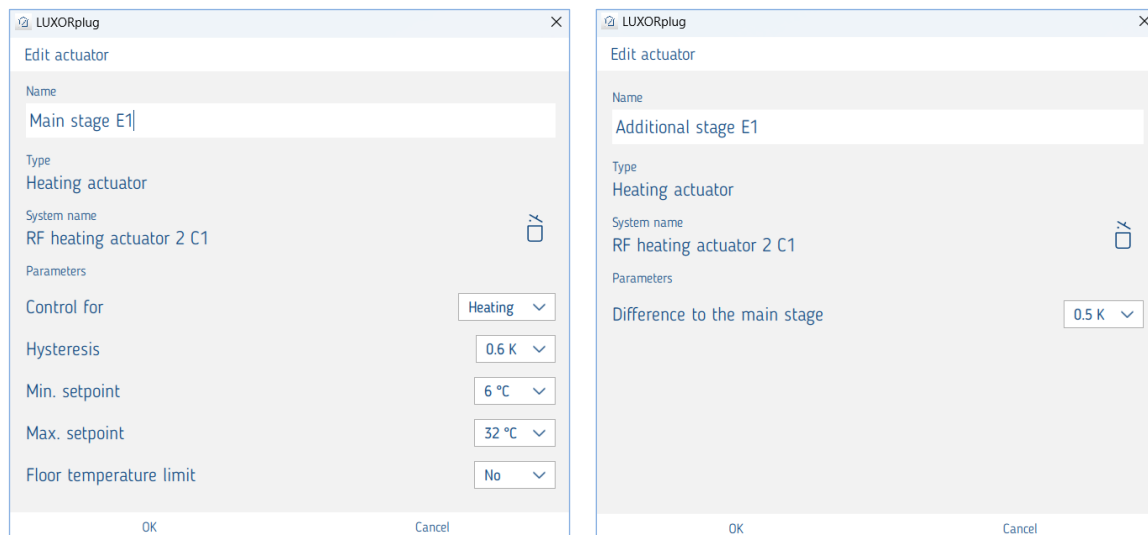 LUXORplug
Edit actuator
Name
Main stage E1
Type
Heating actuator
System name
RF heating actuator 2 C1
Parameters
Control for Heating
Hysteresis 0.6 K
Min. setpoint 6 °C
Max. setpoint 32 °C
Floor temperature limit No
OK Cancel
LUXORplug
Edit actuator
Name
Additional stage E1
Type
Heating actuator
System name
RF heating actuator 2 C1
Parameters
Difference to the main stage 0.5 K
OK Cancel